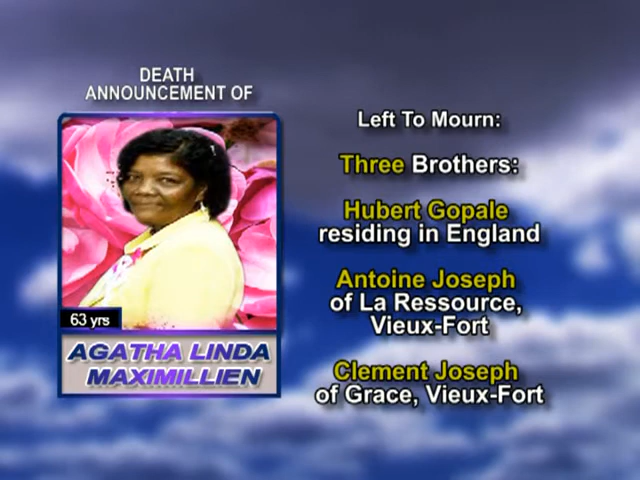 DEATH
ANNOUNCEMENT OF
63 yrs
AGATHA LINDA
MAXIMILLIEN
Left To Mourn:
Three Brothers:
Hubert Gopale
residing in England
Antoine Joseph
of La Ressource,
Vieux-Fort
Clement Joseph
of Grace, Vieux-Fort